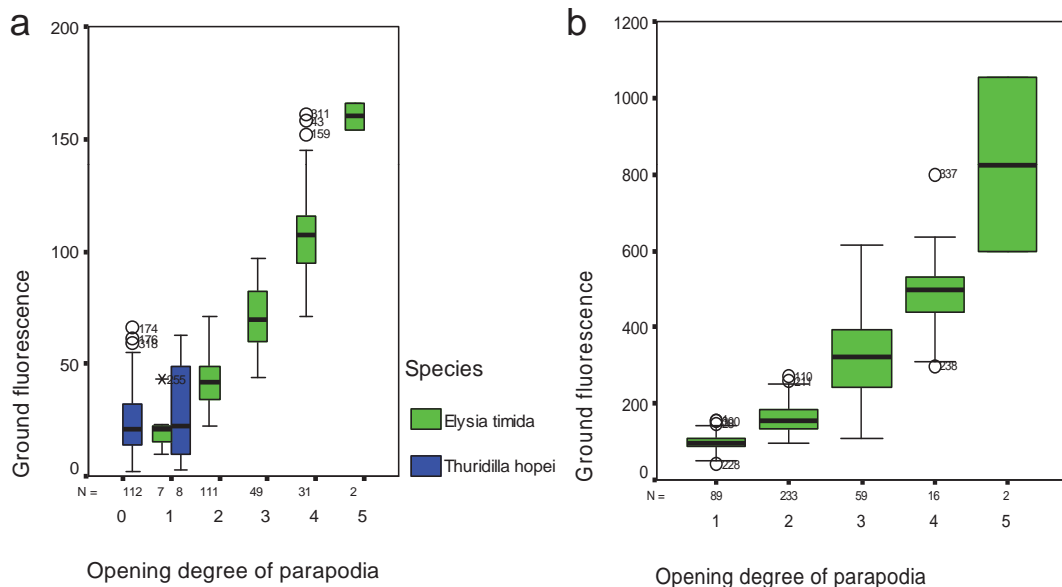 a
200
150
100
50
0
Ground fluorescence
311
43
159
174
176
318
255
N = 112 7 8 111 49 31 2
0 1 2 3 4 5
Opening degree of parapodia
Species
Elysia timida
Thuridilla hopei
b
1200
1000
800
600
400
200
0
Ground fluorescence
337
238
110
211
228
N = 89 233 59 16 2
1 2 3 4 5
Opening degree of parapodia